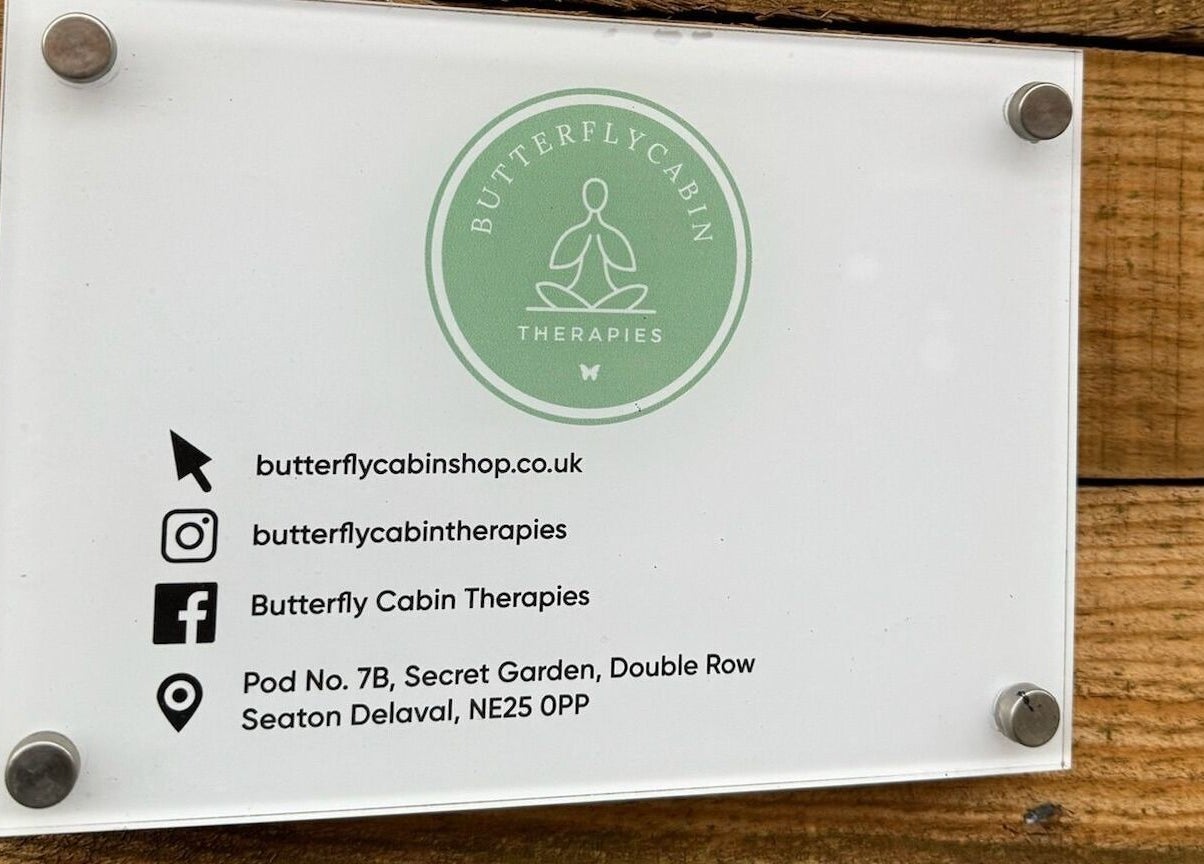 BUTTERFLYCABIN
THERAPIES
butterflycabinshop.co.uk
butterflycabintherapies
Butterfly Cabin Therapies
Pod No. 7B, Secret Garden, Double Row
Seaton Delaval, NE25 0PP